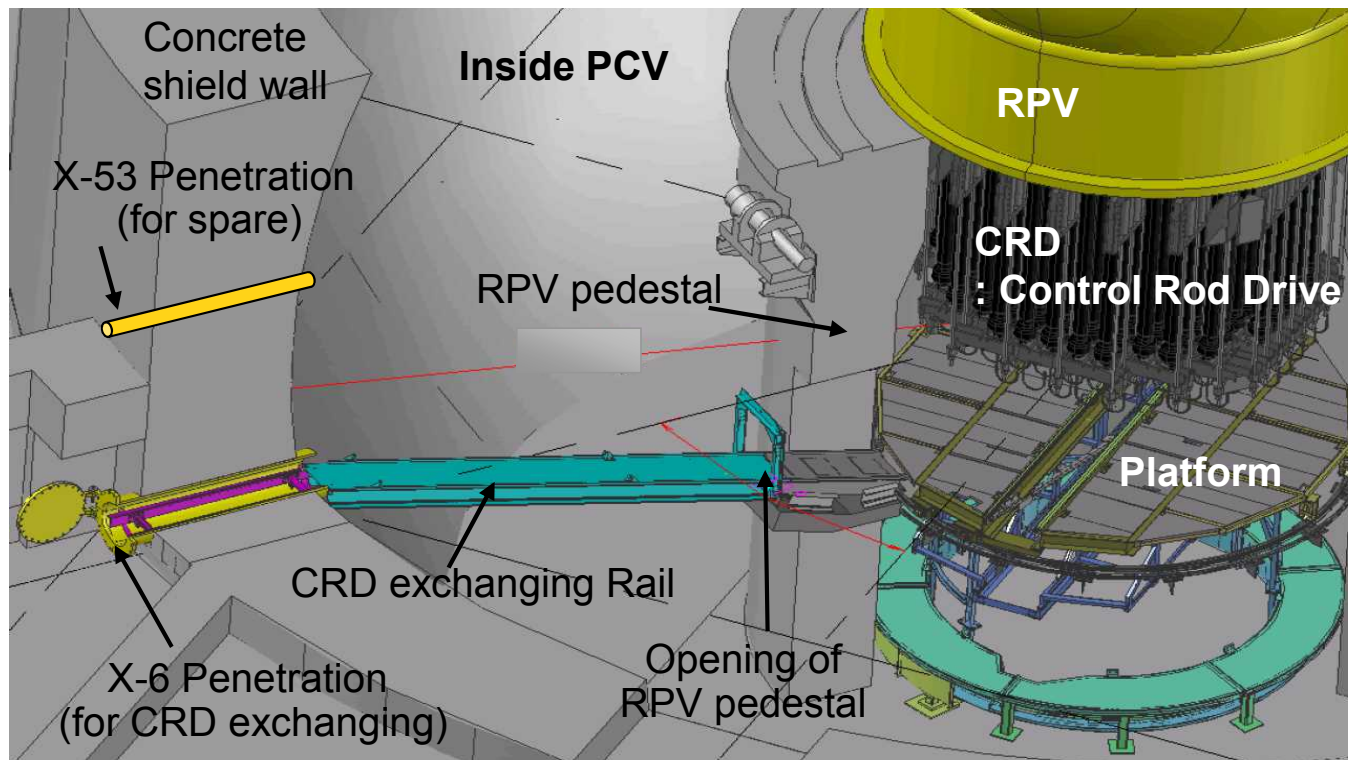 Concrete
shield wall
Inside PCV
RPV
X-53 Penetration
(for spare)
CRD
: Control Rod Drive
RPV pedestal
Platform
CRD exchanging Rail
Opening of
RPV pedestal
X-6 Penetration
(for CRD exchanging)